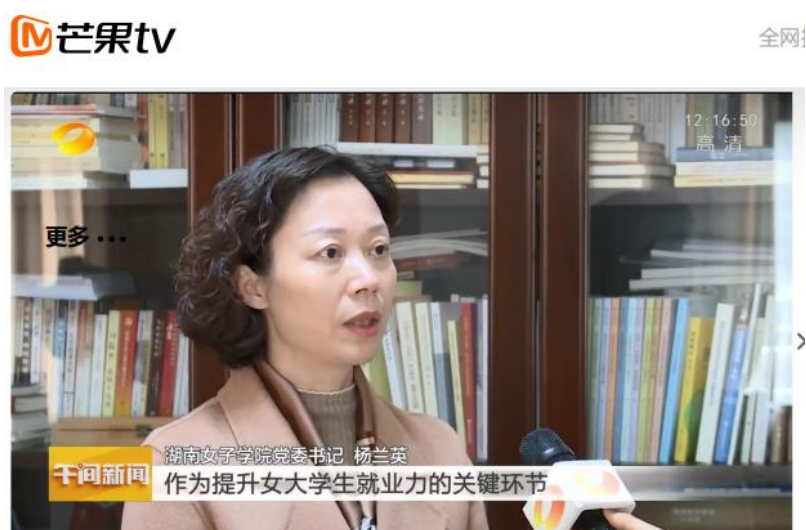 芒果tv
全网
12:16:50
高清
更多 ···
湖南女子学院党委书记 杨兰英
午间新闻
作为提升女大学生就业力的关键环节